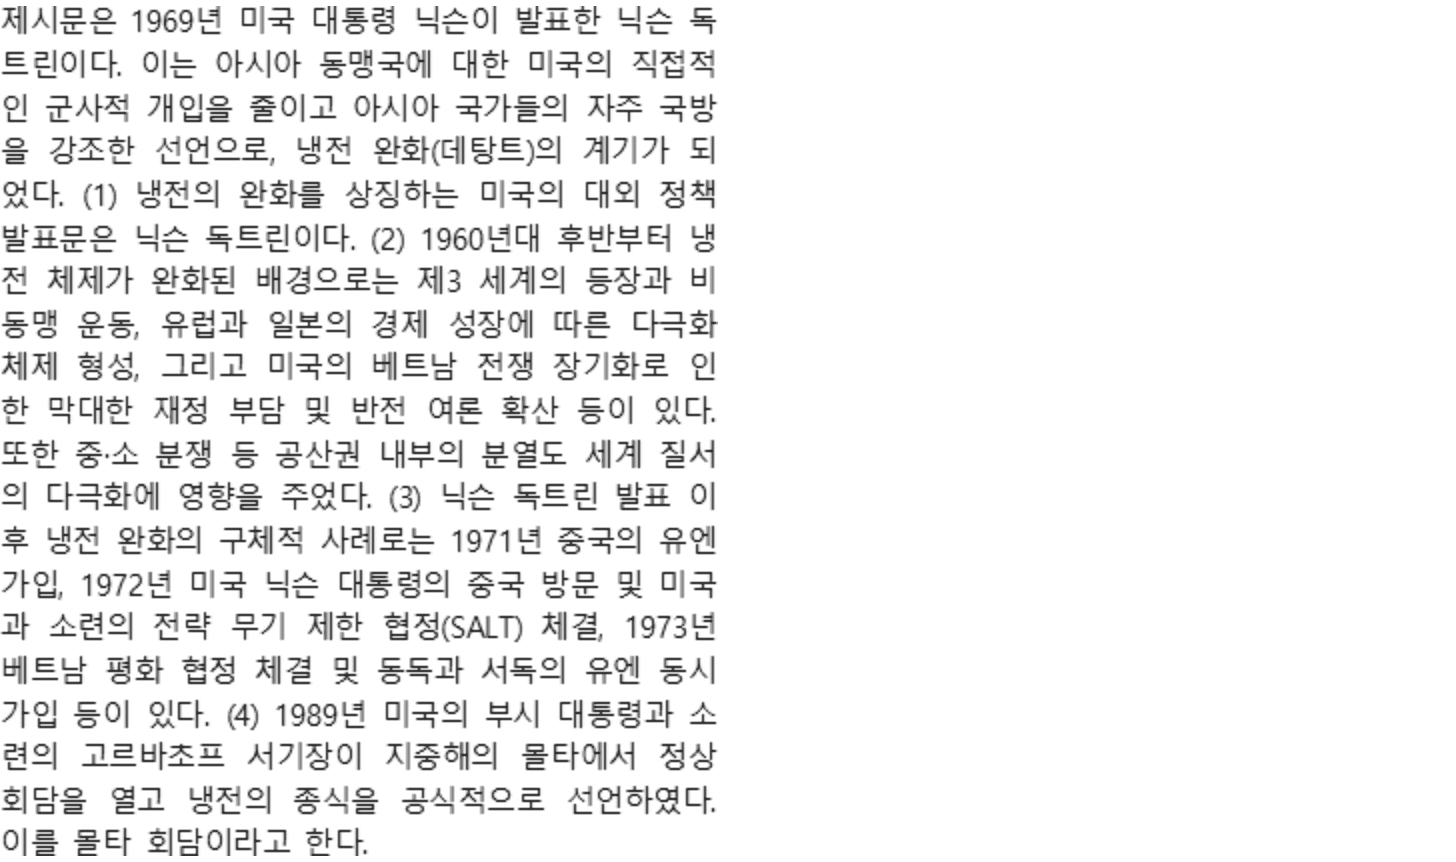 제시문은 1969년 미국 대통령 닉슨이 발표한 닉슨 독
트린이다. 이는 아시아 동맹국에 대한 미국의 직접적
인 군사적 개입을 줄이고 아시아 국가들의 자주 국방
을 강조한 선언으로, 냉전 완화(데탕트)의 계기가 되
었다. (1) 냉전의 완화를 상징하는 미국의 대외 정책
발표문은 닉슨 독트린이다. (2) 1960년대 후반부터 냉
전 체제가 완화된 배경으로는 제3 세계의 등장과 비
동맹 운동, 유럽과 일본의 경제 성장에 따른 다극화
체제 형성, 그리고 미국의 베트남 전쟁 장기화로 인
한 막대한 재정 부담 및 반전 여론 확산 등이 있다.
또한 중·소 분쟁 등 공산권 내부의 분열도 세계 질서
의 다극화에 영향을 주었다. (3) 닉슨 독트린 발표 이
후 냉전 완화의 구체적 사례로는 1971년 중국의 유엔
가입, 1972년 미국 닉슨 대통령의 중국 방문 및 미국
과 소련의 전략 무기 제한 협정(SALT) 체결, 1973년
베트남 평화 협정 체결 및 동독과 서독의 유엔 동시
가입 등이 있다. (4) 1989년 미국의 부시 대통령과 소
련의 고르바초프 서기장이 지중해의 몰타에서 정상
회담을 열고 냉전의 종식을 공식적으로 선언하였다.
이를 몰타 회담이라고 한다.